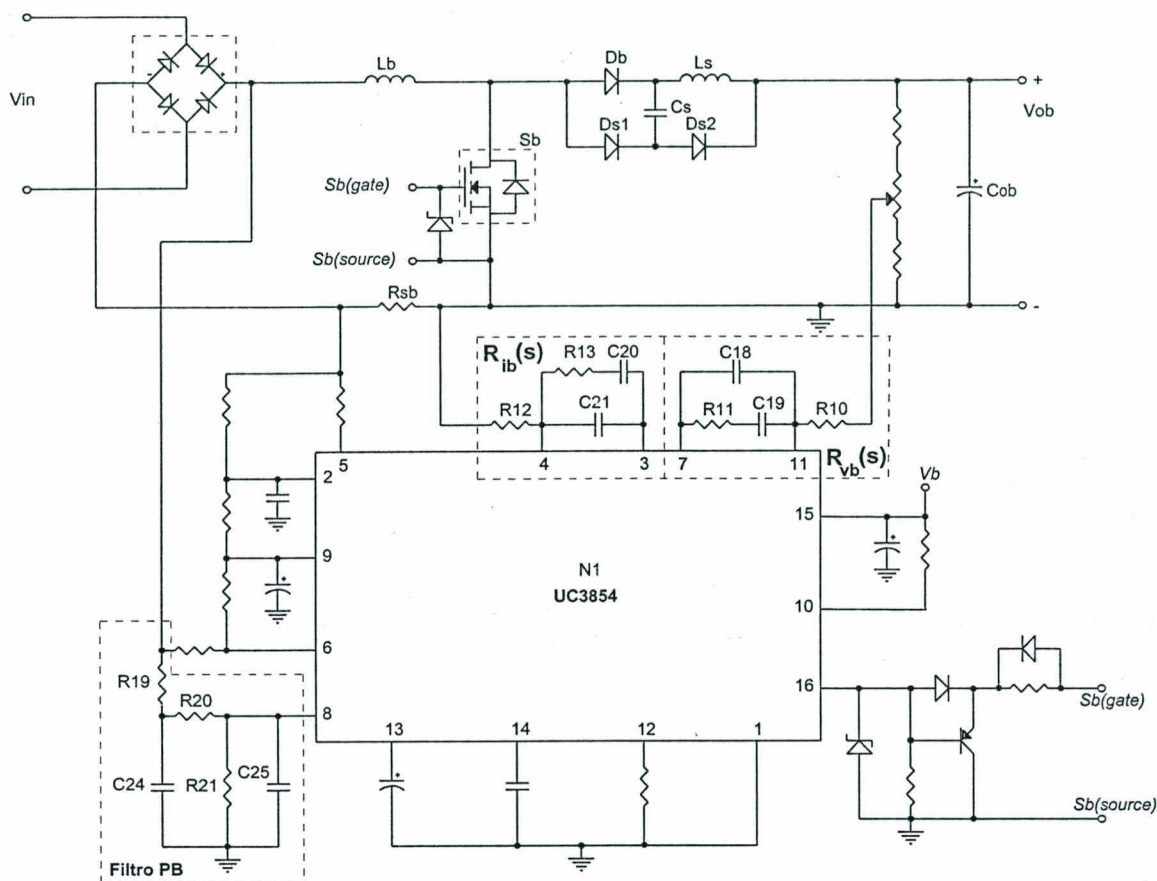 Vin
-
+
Lb
Db
Ls
Cs
Ds1
Ds2
+
Vob
-
Sb
Sb(gate)
Sb(source)
+
Cob
Rsb
Rib(s)
R13
C20
R12
C21
C18
R11
C19
R10
Rvb(s)
5
4
3
7
11
2
9
6
8
+
N1
UC3854
15
10
16
Vb
+
13
14
12
1
+
R19
R20
C24
R21
C25
Filtro PB
Sb(gate)
Sb(source)